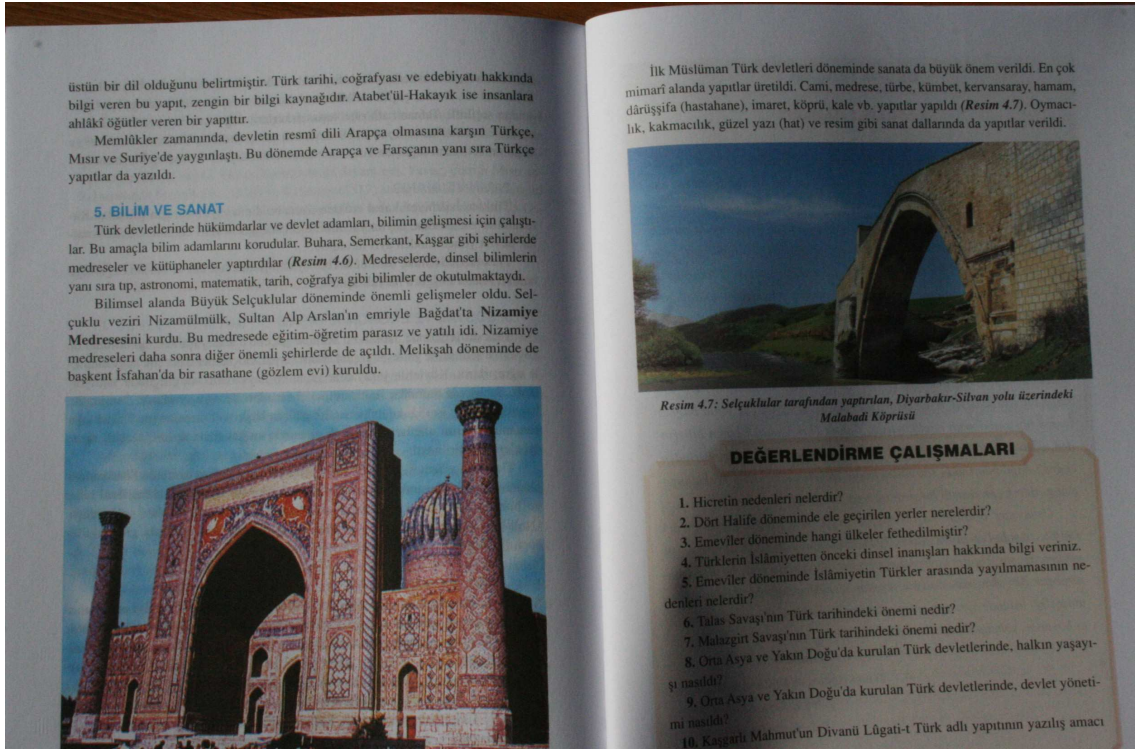 üstün bir dil olduğunu belirtmiştir. Türk tarihi, coğrafyası ve edebiyatı hakkında
bilgi veren bu yapıt, zengin bir bilgi kaynağıdır. Atabet'ül-Hakayık ise insanlara
ahlâkî öğütler veren bir yapıttır.
Memlûkler zamanında, devletin resmî dili Arapça olmasına karşın Türkçe,
Mısır ve Suriye'de yaygınlaştı. Bu dönemde Arapça ve Farsçanın yanı sıra Türkçe
yapıtlar da yazıldı.
5. BİLİM VE SANAT
Türk devletlerinde hükümdarlar ve devlet adamları, bilimin gelişmesi için çalıştı-
lar. Bu amaçla bilim adamlarını korudular. Buhara, Semerkant, Kaşgar gibi şehirlerde
medreseler ve kütüphaneler yaptırdılar (Resim 4.6). Medreselerde, dinsel bilimlerin
yanı sıra tıp, astronomi, matematik, tarih, coğrafya gibi bilimler de okutulmaktaydı.
Bilimsel alanda Büyük Selçuklular döneminde önemli gelişmeler oldu. Sel-
çuklu veziri Nizamülmülk, Sultan Alp Arslan'ın emriyle Bağdat'ta Nizamiye
Medresesini kurdu. Bu medresede eğitim-öğretim parasız ve yatılı idi. Nizamiye
medreseleri daha sonra diğer önemli şehirlerde de açıldı. Melikşah döneminde de
başkent İsfahan'da bir rasathane (gözlem evi) kuruldu.
İlk Müslüman Türk devletleri döneminde sanata da büyük önem verildi. En çok
mimarî alanda yapıtlar üretildi. Cami, medrese, türbe, kümbet, kervansaray, hamam,
dârüşşifa (hastahane), imaret, köprü, kale vb. yapıtlar yapıldı (Resim 4.7). Oymacı-
lık, kakmacılık, güzel yazı (hat) ve resim gibi sanat dallarında da yapıtlar verildi.
Resim 4.7: Selçuklular tarafından yaptırılan, Diyarbakır-Silvan yolu üzerindeki
Malabadi Köprüsü
DEĞERLENDİRME ÇALIŞMALARI
1. Hicretin nedenleri nelerdir?
2. Dört Halife döneminde ele geçirilen yerler nerelerdir?
3. Emevîler döneminde hangi ülkeler fethedilmiştir?
4. Türklerin İslâmiyetten önceki dinsel inanışları hakkında bilgi veriniz.
5. Emevîler döneminde İslâmiyetin Türkler arasında yayılmamasının ne-
denleri nelerdir?
6. Talas Savaşı'nın Türk tarihindeki önemi nedir?
7. Malazgirt Savaşı'nın Türk tarihindeki önemi nedir?
8. Orta Asya ve Yakın Doğu'da kurulan Türk devletlerinde, halkın yaşayı-
şı nasıldı?
9. Orta Asya ve Yakın Doğu'da kurulan Türk devletlerinde, devlet yöneti-
mi nasıldı?
10. Kaşgarlı Mahmut'un Divanü Lûgati-t Türk adlı yapıtının yazılış amacı